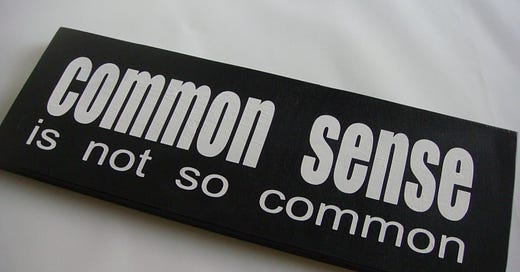 common sense
is not so common